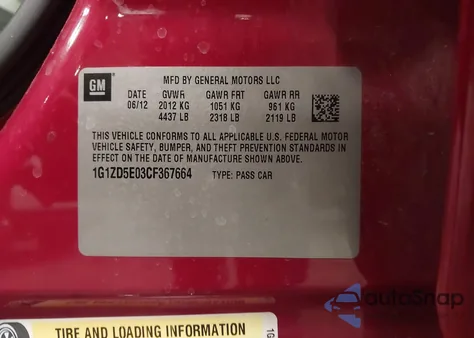 MFD BY GENERAL MOTORS LLC
GM DATE GVWR GAWR FRT GAWR RR
06/12 2012 KG 1051 KG 961 KG
4437 LB 2318 LB 2119 LB
THIS VEHICLE CONFORMS TO ALL APPLICABLE U.S. FEDERAL MOTOR
VEHICLE SAFETY, BUMPER, AND THEFT PREVENTION STANDARDS IN
EFFECT ON THE DATE OF MANUFACTURE SHOWN ABOVE.
1G1ZD5E03CF367664 TYPE: PASS CAR
autoSnap
TIRE AND LOADING INFORMATION